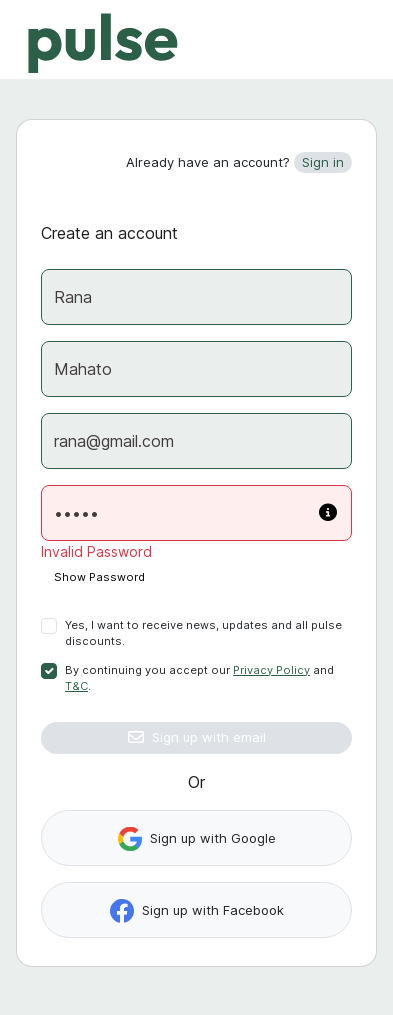 pulse
Already have an account? Sign in
Create an account
Rana
Mahato
rana@gmail.com
•••••
Invalid Password
Show Password
Yes, I want to receive news, updates and all pulse
discounts.
By continuing you accept our Privacy Policy and
T&C.
Sign up with email
Or
Sign up with Google
Sign up with Facebook